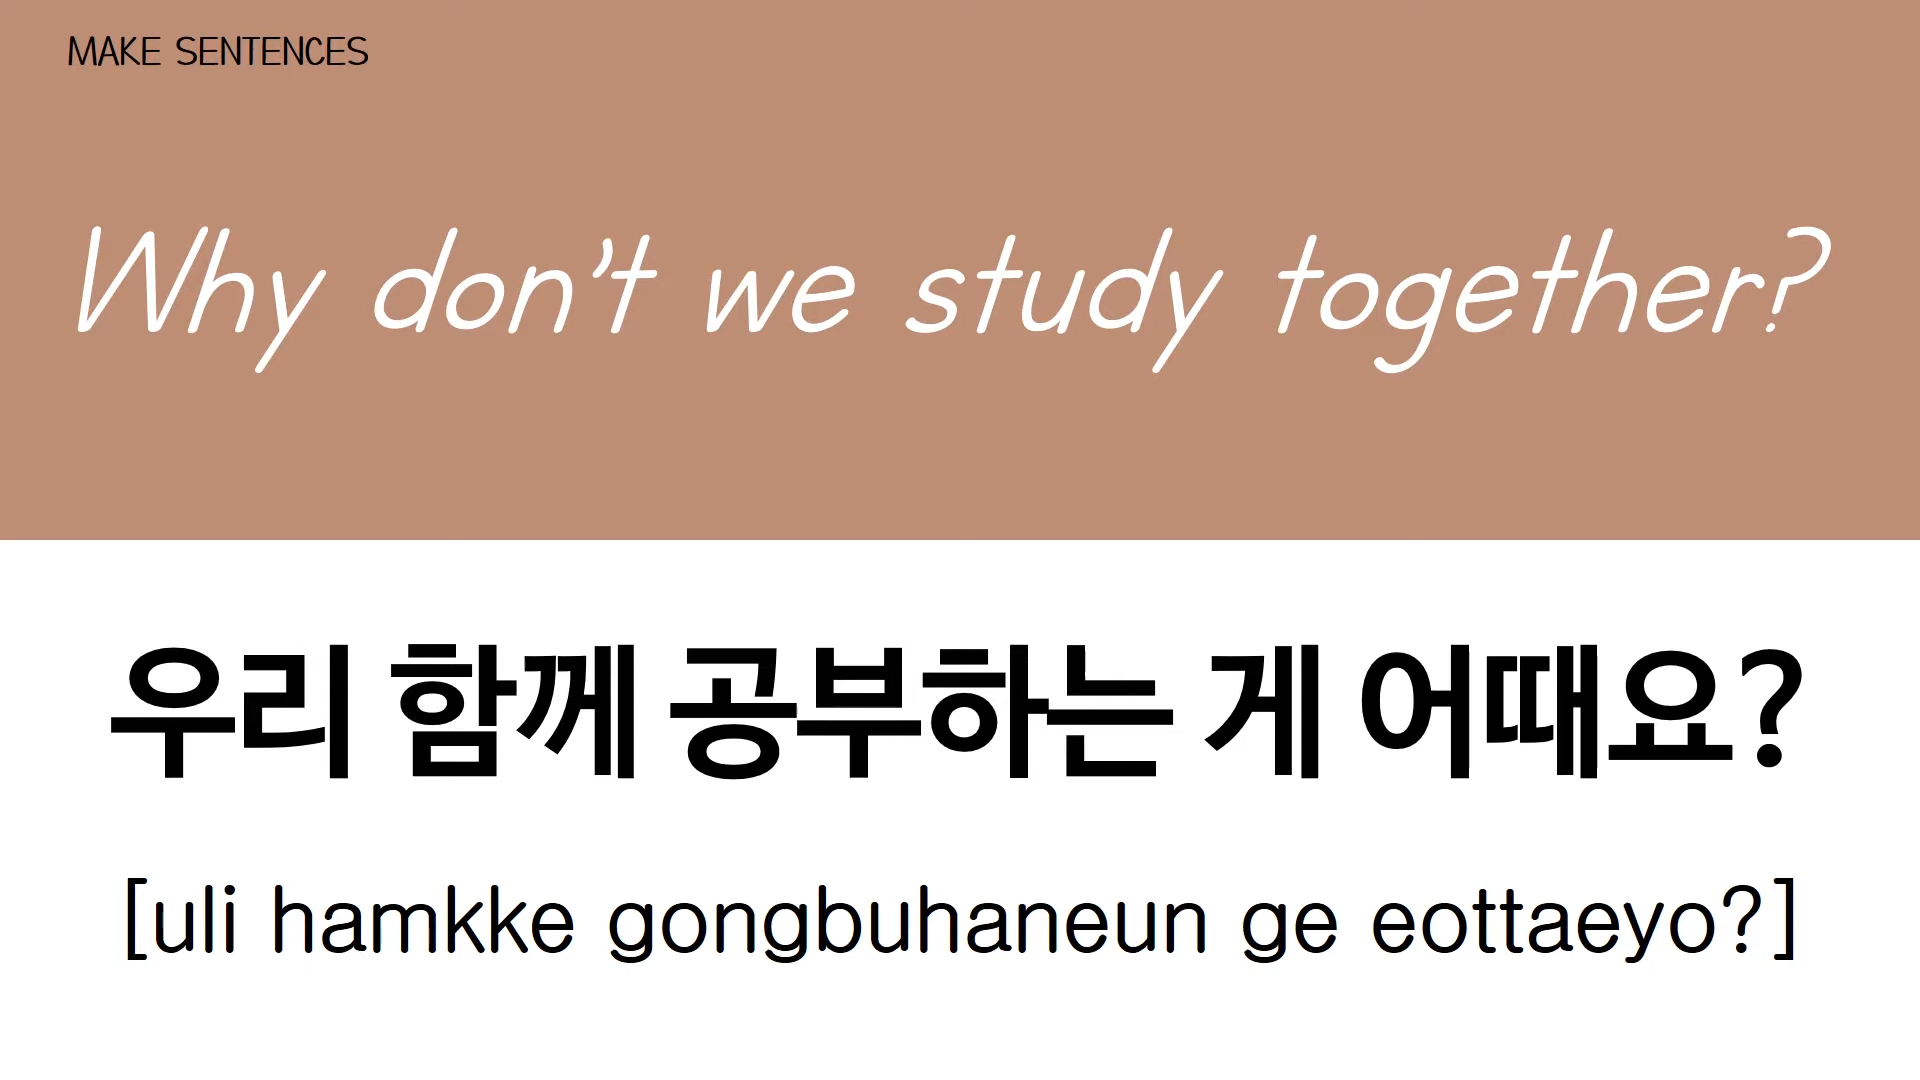 MAKE SENTENCES
Why don't we study together?
우리 함께 공부하는 게 어때요?
[uli hamkke gongbuhaneun ge eottaeyo?]